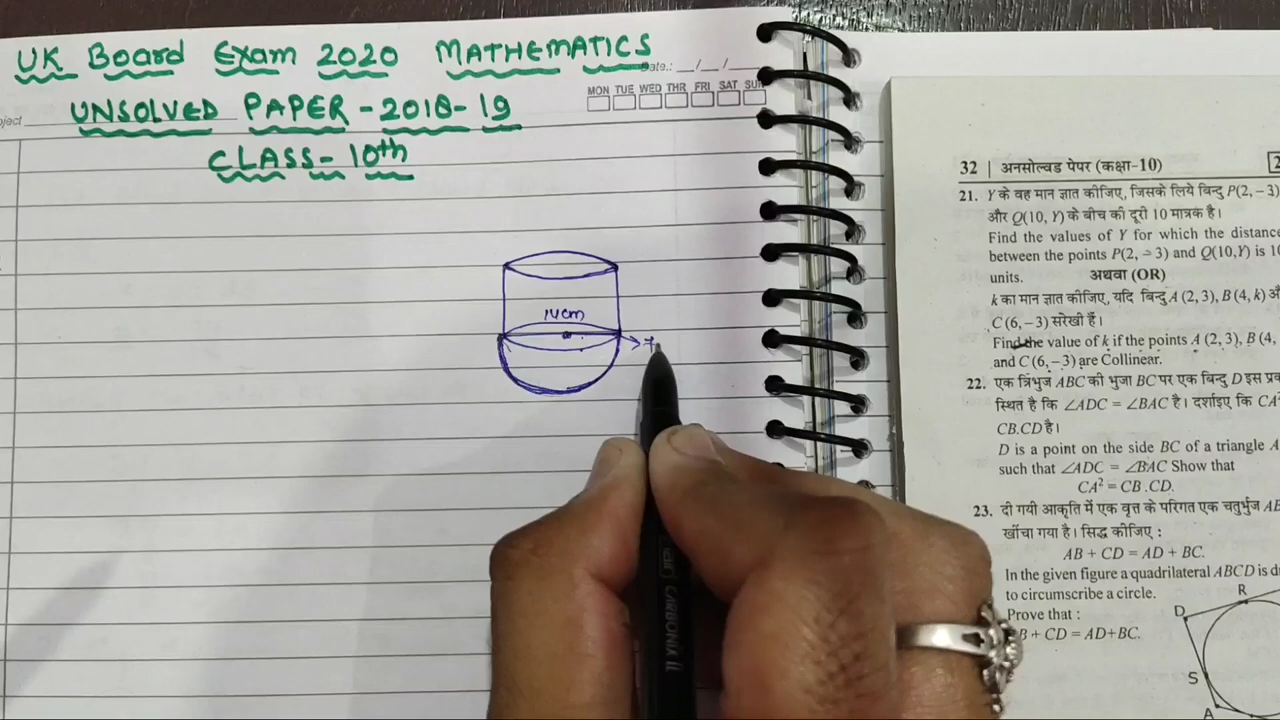 UK Board Exam 2020 MATHEMATICS
UNSOLVED PAPER - 2018-19
CLASS - 10th
Date.: __/__/__
MON TUE WED THR FRI SAT SUN
14cm
32 | अनसोल्वड पेपर (कक्षा-10)
21. Y के वह मान ज्ञात कीजिए, जिसके लिये बिन्दु P(2, −3)
और Q(10, Y) के बीच की दूरी 10 मात्रक है।
Find the values of Y for which the distance
between the points P(2, − 3) and Q(10,Y) is 10
units. अथवा (OR)
k का मान ज्ञात कीजिए, यदि बिन्दु A (2, 3), B (4, k)
C (6, −3) सरेखी हैं।
Find the value of k if the points A (2, 3), B (4,
and C (6, −3) are Collinear.
22. एक त्रिभुज ABC की भुजा BC पर एक बिन्दु D इस
स्थित है कि ∠ADC = ∠BAC है। दर्शाइए कि
CB.CD है।
D is a point on the side BC of a triangle
such that ∠ADC = ∠BAC Show that
CA² = CB .CD.
23. दी गयी आकृति में एक वृत्त के परिगत एक चतुर्भुज
खींचा गया है। सिद्ध कीजिए :
AB + CD = AD + BC.
In the given figure a quadrilateral ABCD is
to circumscribe a circle.
Prove that :
B + CD = AD+BC.
R
D
S
A
CARBONIX